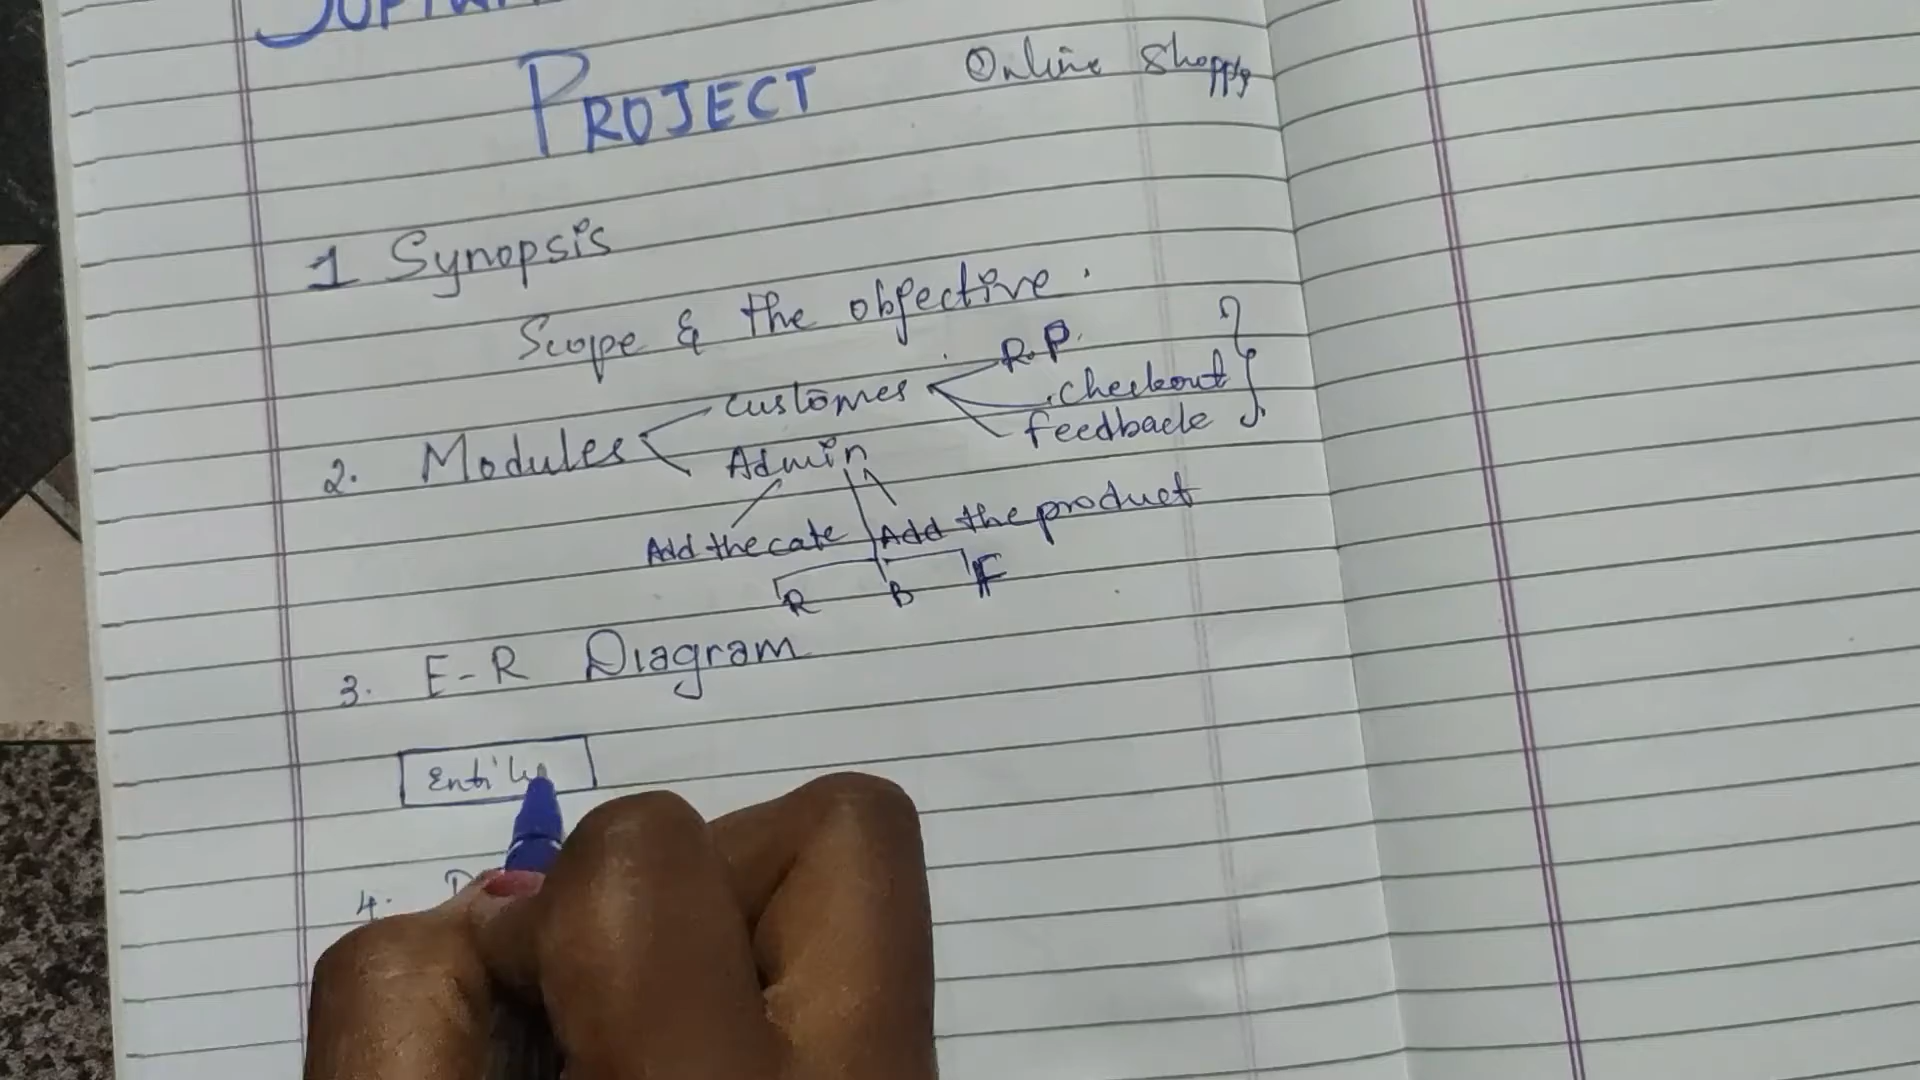 PROJECT
Online Shopping
1 Synopsis
Scope & the objective.
R.P.
2. Modules customer checkout
feedback
Admin
Add the cate Add the product
R B F
3. E-R Diagram
Entity
4.